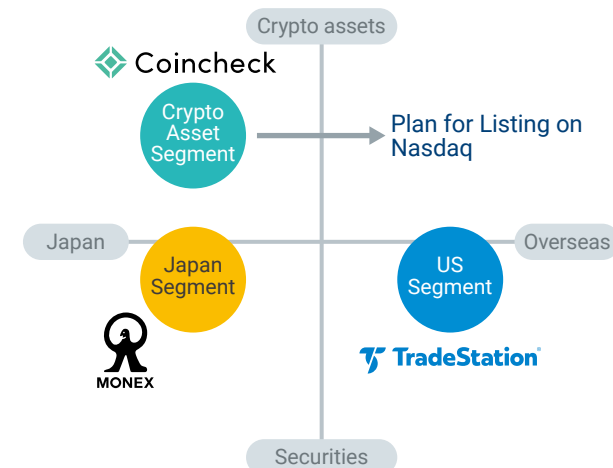 Crypto assets
Coincheck
Crypto
Asset
Segment
Plan for Listing on
Nasdaq
Japan
Overseas
Japan
Segment
US
Segment
MONEX
TradeStation
Securities